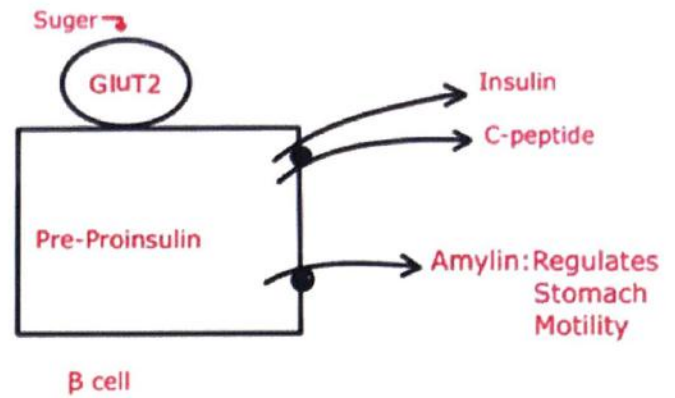 Suger
GlUT2
Insulin
C-peptide
Pre-Proinsulin
Amylin: Regulates
Stomach
Motility
β cell